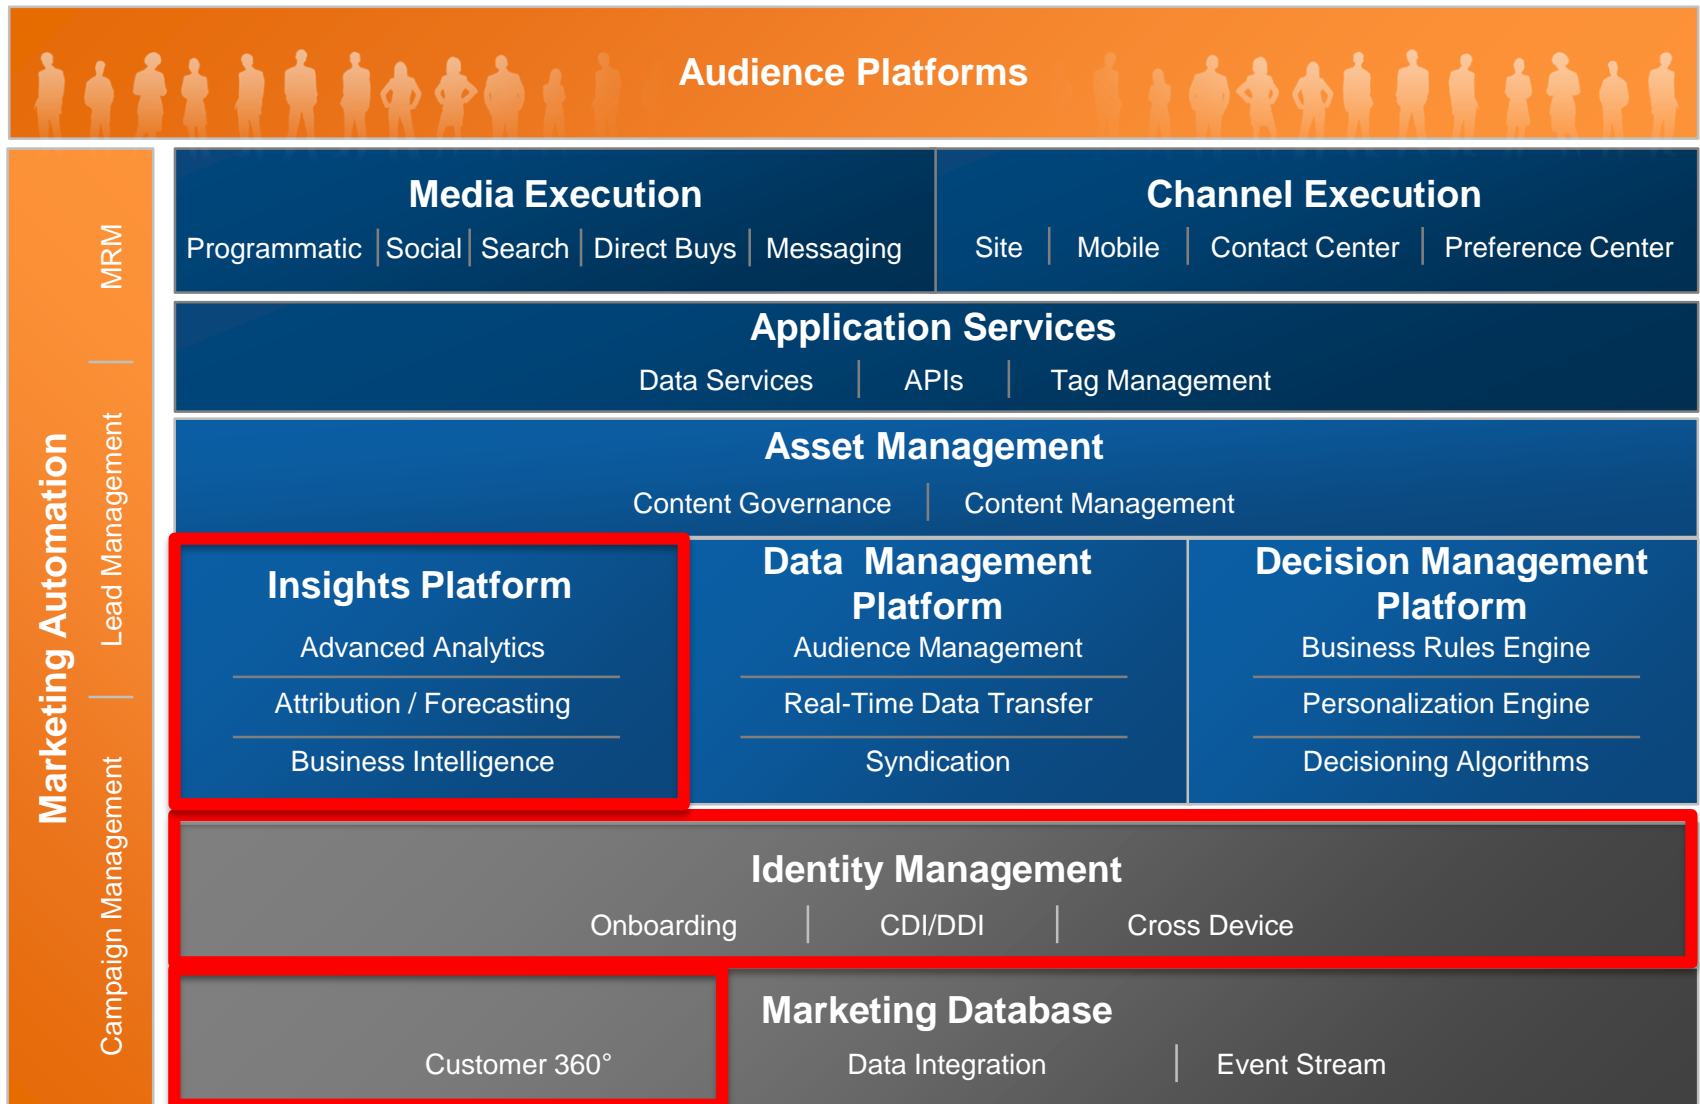 Audience Platforms
Marketing Automation
MRM
Lead Management
Campaign Management
Media Execution
Programmatic | Social | Search | Direct Buys | Messaging
Channel Execution
Site | Mobile | Contact Center | Preference Center
Application Services
Data Services | APIs | Tag Management
Asset Management
Content Governance | Content Management
Insights Platform
Advanced Analytics
Attribution / Forecasting
Business Intelligence
Data Management
Platform
Audience Management
Real-Time Data Transfer
Syndication
Decision Management
Platform
Business Rules Engine
Personalization Engine
Decisioning Algorithms
Identity Management
Onboarding | CDI/DDI | Cross Device
Marketing Database
Customer 360°
Data Integration | Event Stream